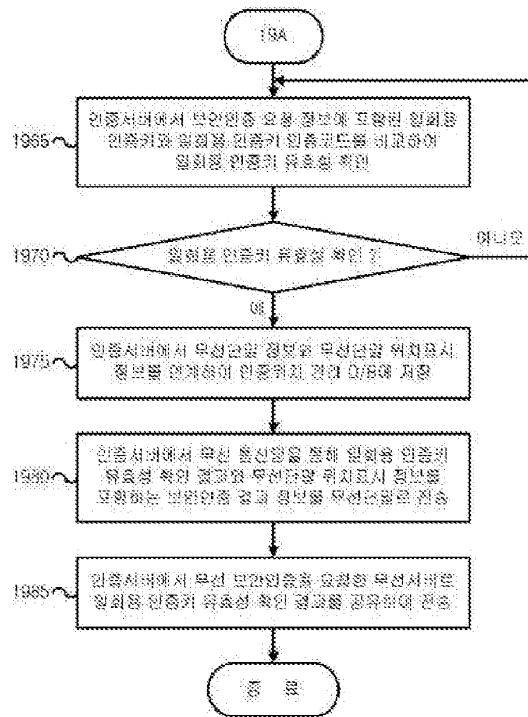 19A
1965
인증서버에서 보안인증 요청 정보에 포함된 일회용
인증키과 일회용 인증키 인증코드를 비교하여
일회용 인증키 유효성 확인
1970
일회용 인증키 유효성 확인 ?
아니오
예
1975
인증서버에서 무선단말 정보와 무선단말 위치표시
정보를 연계하여 인증위치 관리 D/B에 저장
1980
인증서버에서 무선 통신망을 통해 일회용 인증키
유효성 확인 결과와 무선단말 위치표시 정보를
포함하는 보안인증 결과 정보를 무선단말로 전송
1985
인증서버에서 무선 보안인증을 요청한 무선서버로
일회용 인증키 유효성 확인 결과를 공유하여 전송
종 료